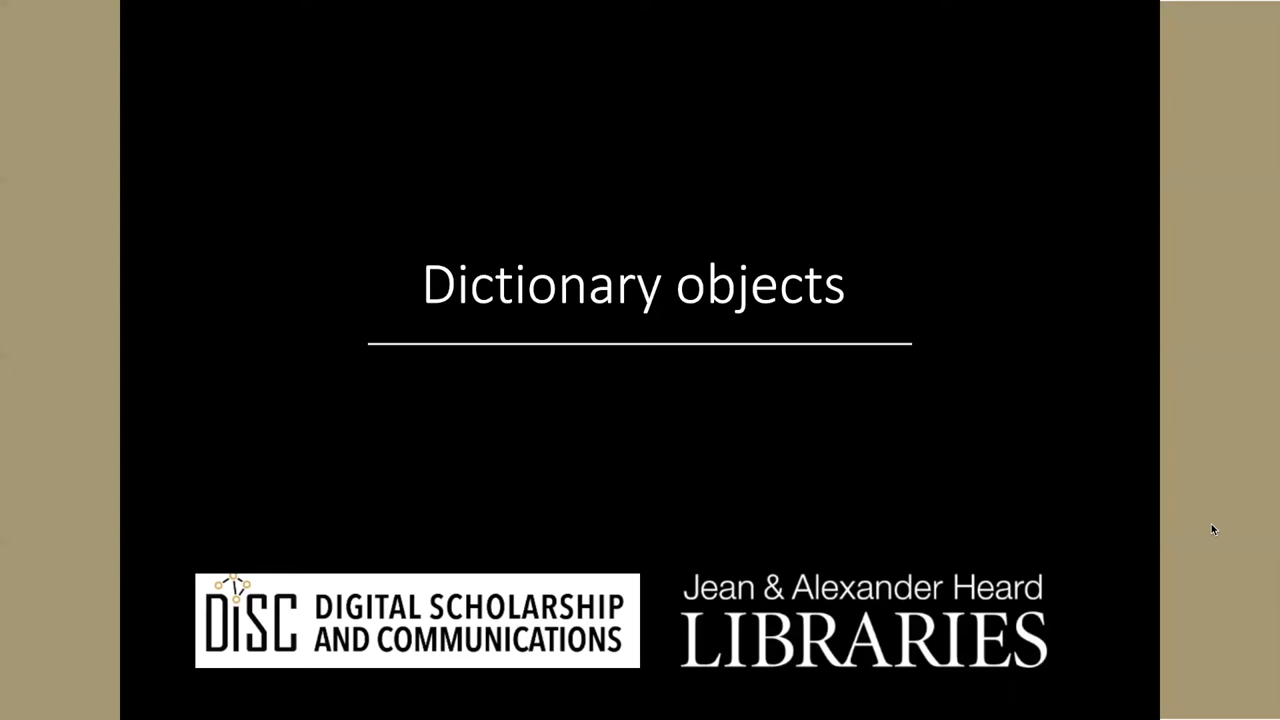 Dictionary objects
DiSC
DIGITAL SCHOLARSHIP
AND COMMUNICATIONS
Jean & Alexander Heard
LIBRARIES